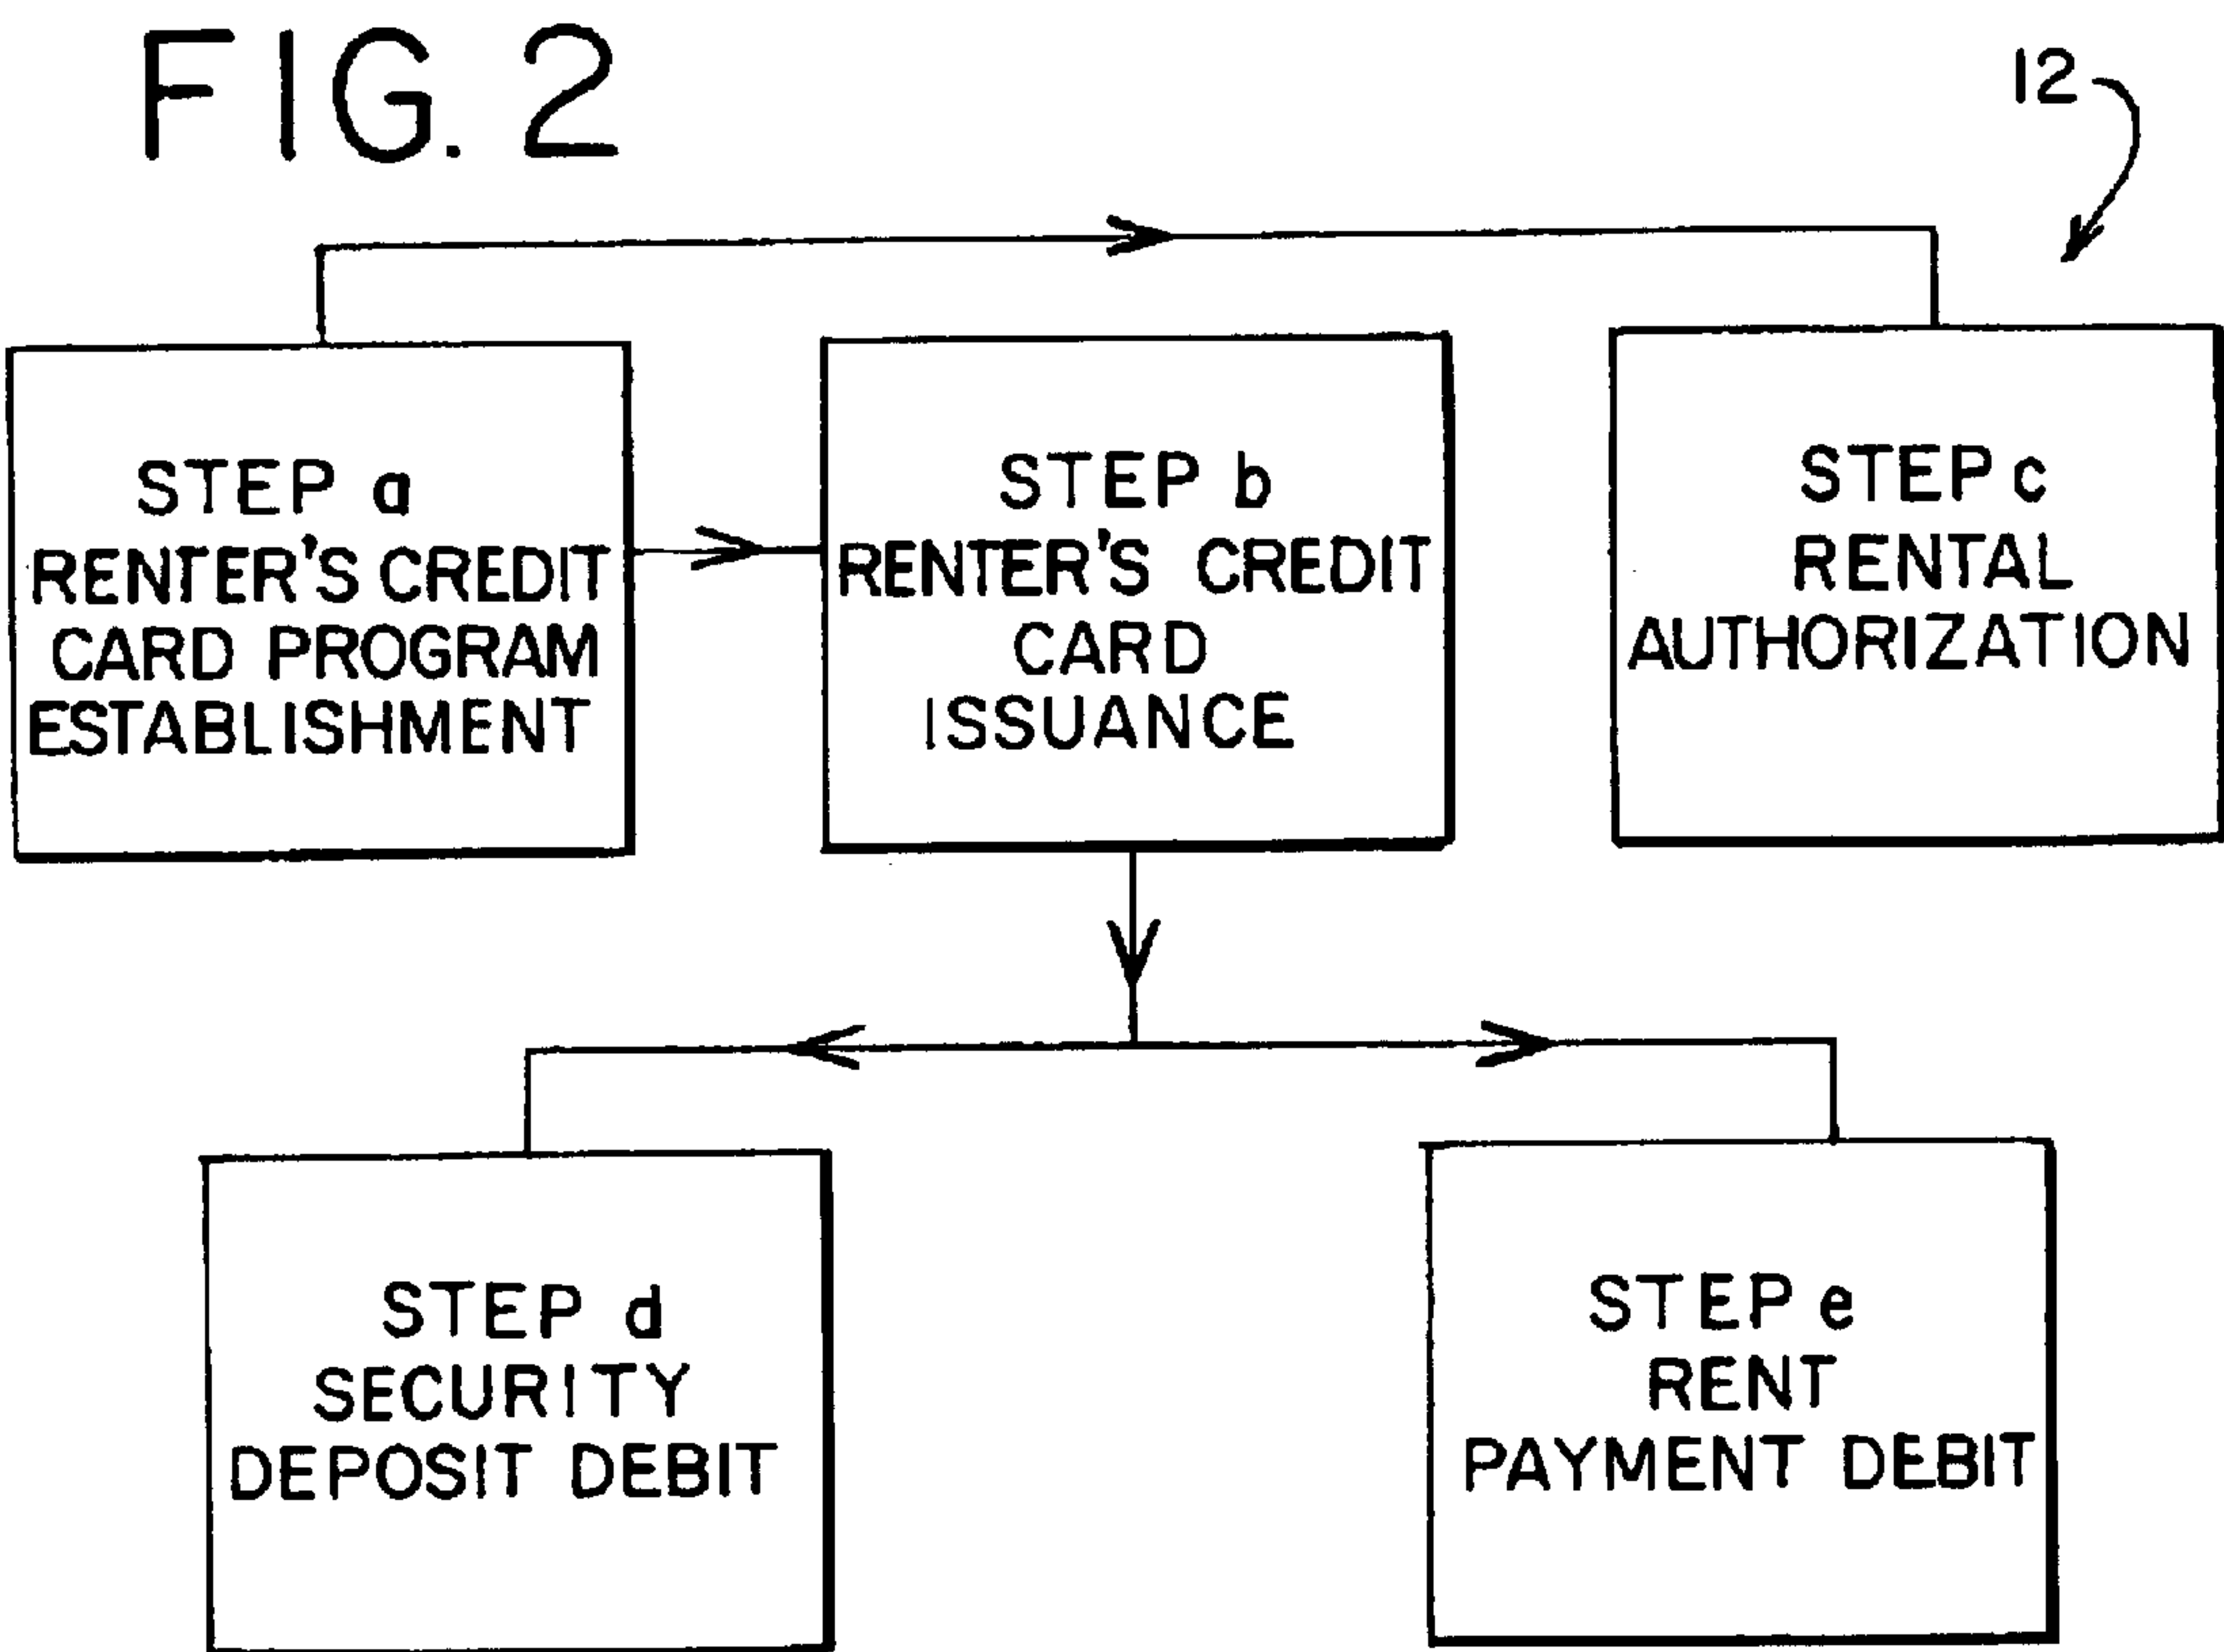 FIG. 2
12
STEP a
RENTER'S CREDIT
CARD PROGRAM
ESTABLISHMENT
STEP b
RENTER'S CREDIT
CARD
ISSUANCE
STEP c
RENTAL
AUTHORIZATION
STEP d
SECURITY
DEPOSIT DEBIT
STEP e
RENT
PAYMENT DEBIT